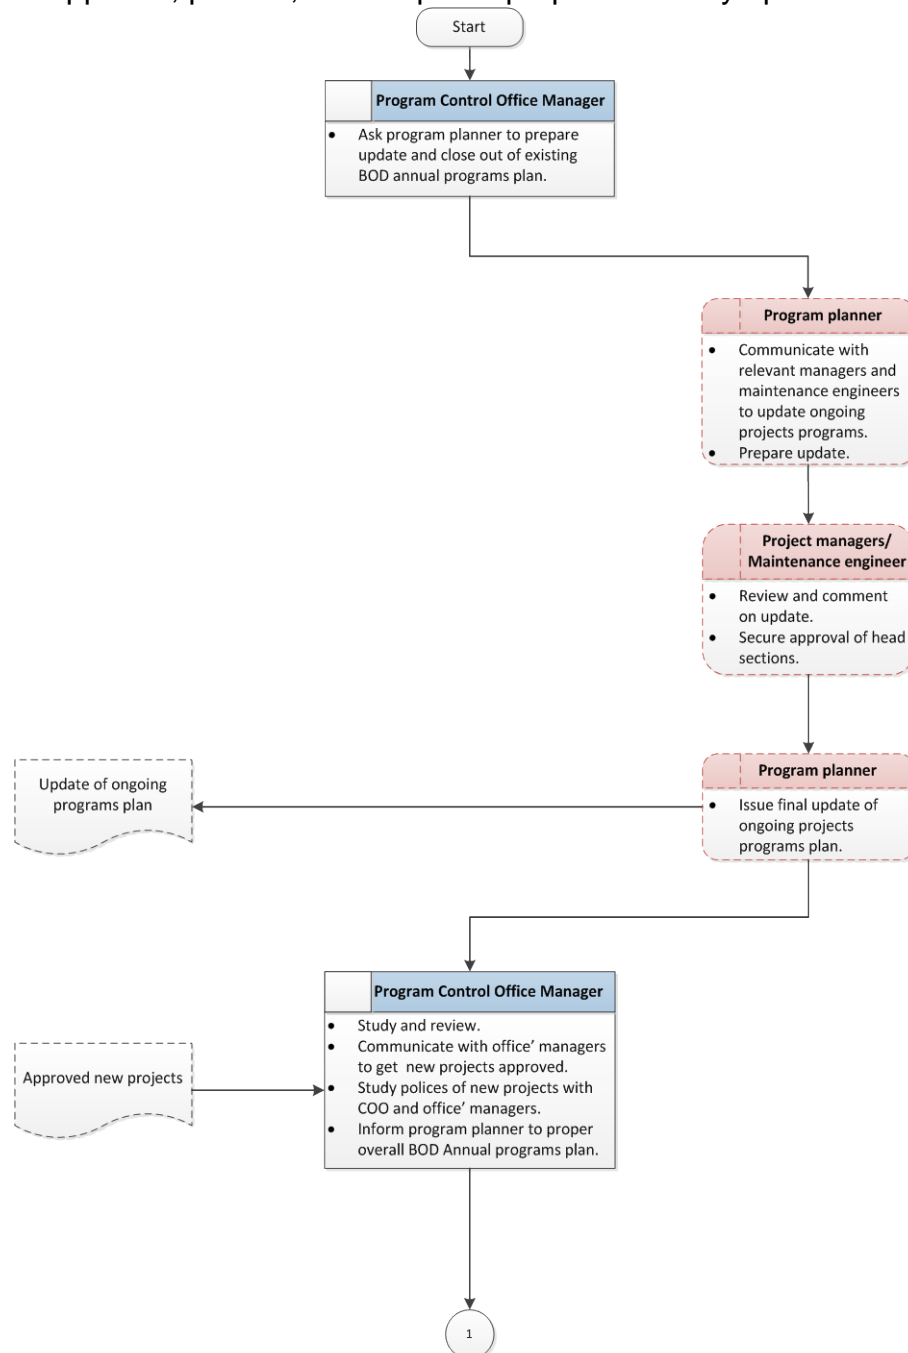 Start
Program Control Office Manager
• Ask program planner to prepare
update and close out of existing
BOD annual programs plan.
Program planner
• Communicate with
relevant managers and
maintenance engineers
to update ongoing
projects programs.
• Prepare update.
Project managers/
Maintenance engineer
• Review and comment
on update.
• Secure approval of head
sections.
Program planner
• Issue final update of
ongoing projects
programs plan.
Update of ongoing
programs plan
Program Control Office Manager
• Study and review.
• Communicate with office' managers
to get new projects approved.
• Study polices of new projects with
COO and office' managers.
• Inform program planner to proper
overall BOD Annual programs plan.
Approved new projects
1